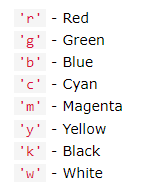 'r' - Red
'g' - Green
'b' - Blue
'c' - Cyan
'm' - Magenta
'y' - Yellow
'k' - Black
'w' - White